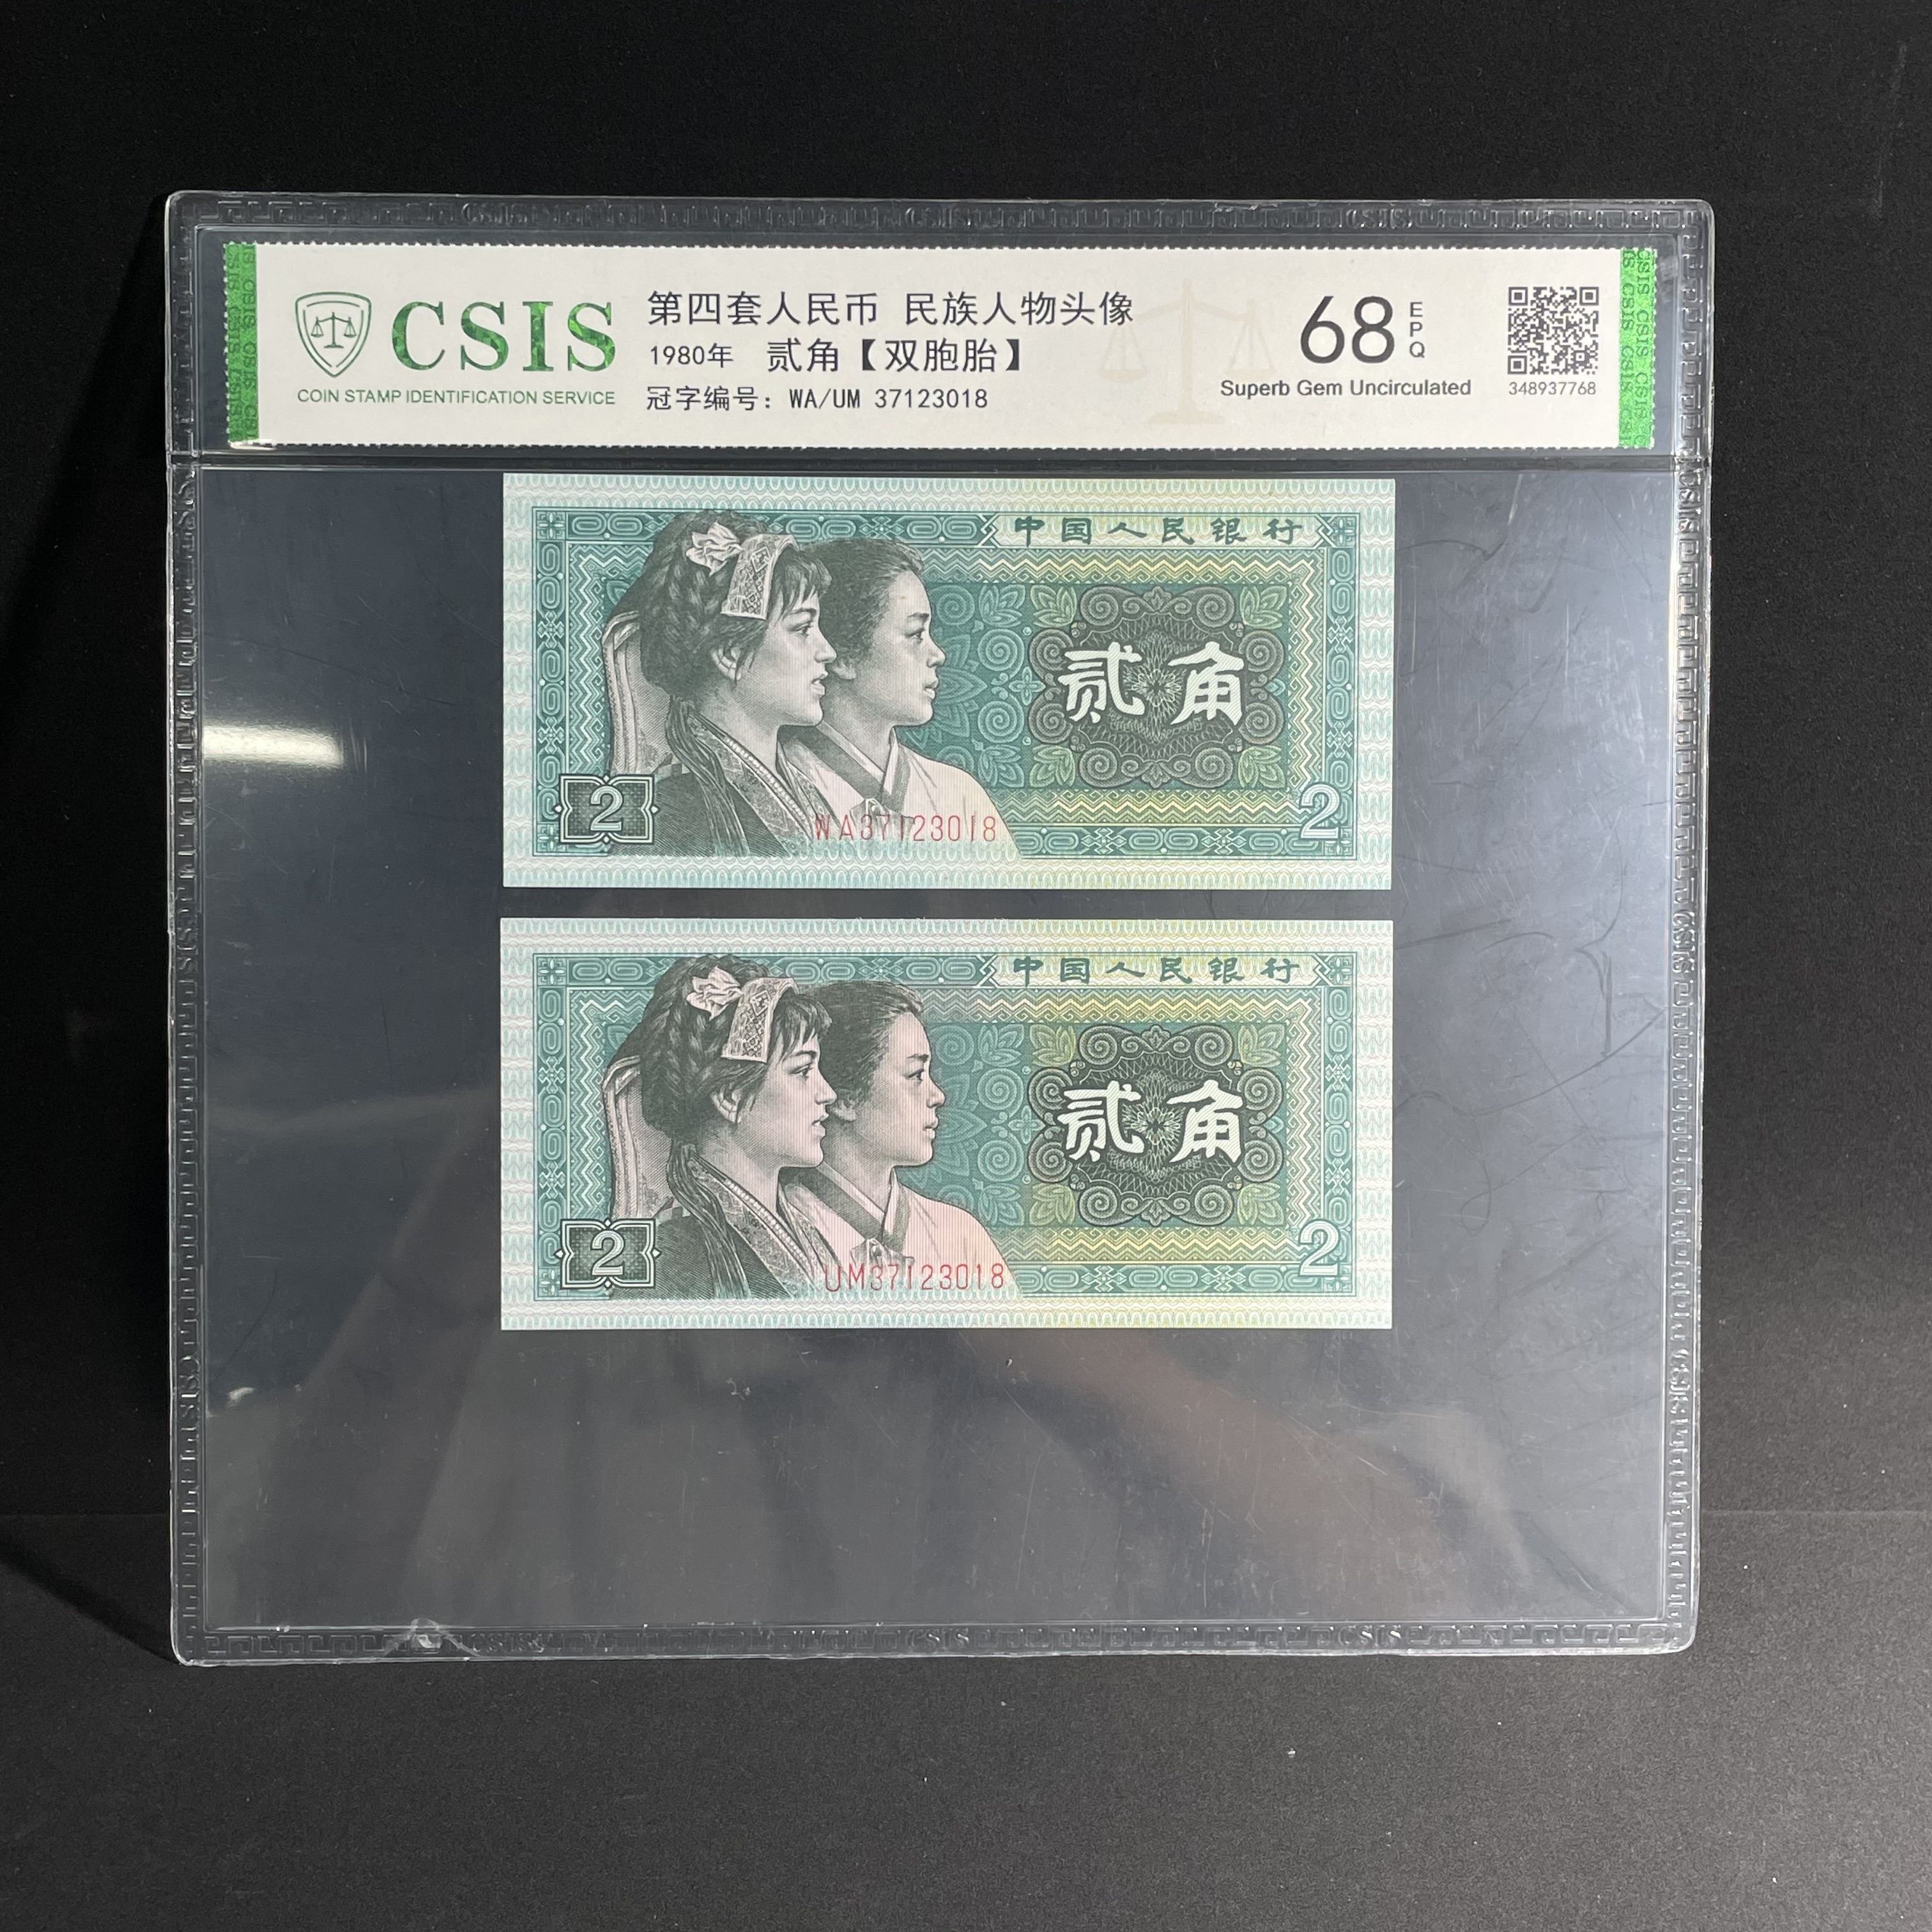 CSIS
COIN STAMP IDENTIFICATION SERVICE
第四套人民币 民族人物头像
1980年 贰角【双胞胎】
冠字编号: WA/UM 37123018
68 EPQ
Superb Gem Uncirculated
348937768
中国人民银行
贰角
2
2
WA37123018
中国人民银行
贰角
2
2
UM37123018